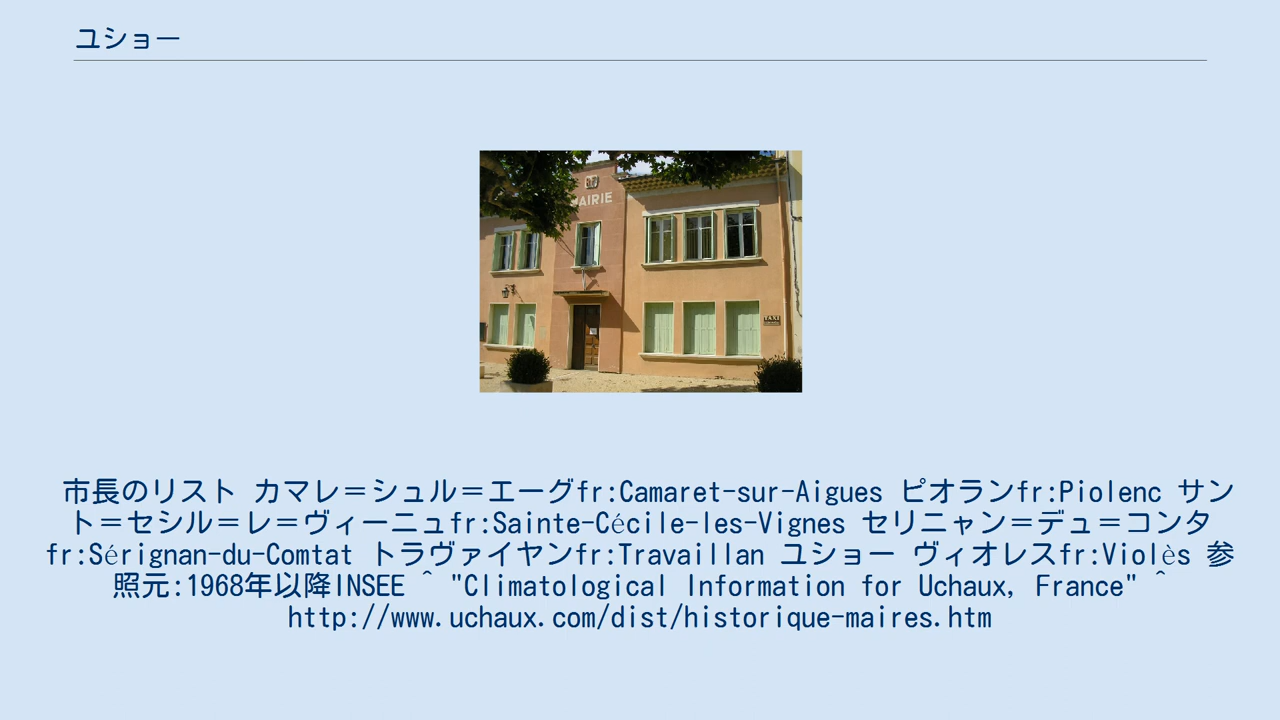 ユショー
MAIRIE
TAXI
市長のリスト カマレ＝シュル＝エーグfr:Camaret-sur-Aigues ピオランfr:Piolenc サン
ト＝セシル＝レ＝ヴィーニュfr:Sainte-Cécile-les-Vignes セリニャン＝デュ＝コンタ
fr:Sérignan-du-Comtat トラヴァイヤンfr:Travaillan ユショー ヴィオレスfr:Violès 参
照元:1968年以降INSEE ^ "Climatological Information for Uchaux, France" ^
http://www.uchaux.com/dist/historique-maires.htm